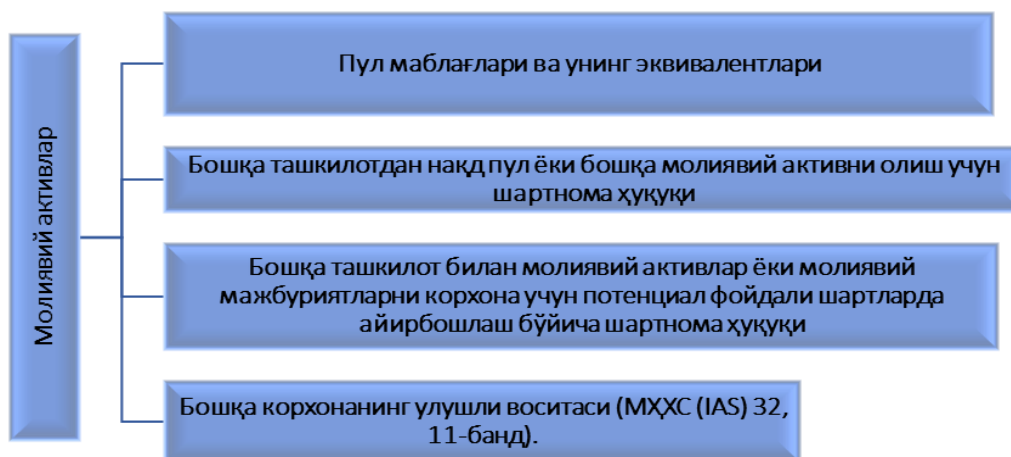 Молиявий активлар
Пул маблағлари ва унинг эквивалентлари
Бошқа ташкилотдан нақд пул ёки бошқа молиявий активни олиш учун
шартнома ҳуқуқи
Бошқа ташкилот билан молиявий активлар ёки молиявий
мажбуриятларни корхона учун потенциал фойдали шартларда
айирбошлаш бўйича шартнома ҳуқуқи
Бошқа корхонанинг улушли воситаси (МҲХС (IAS) 32,
11-банд).